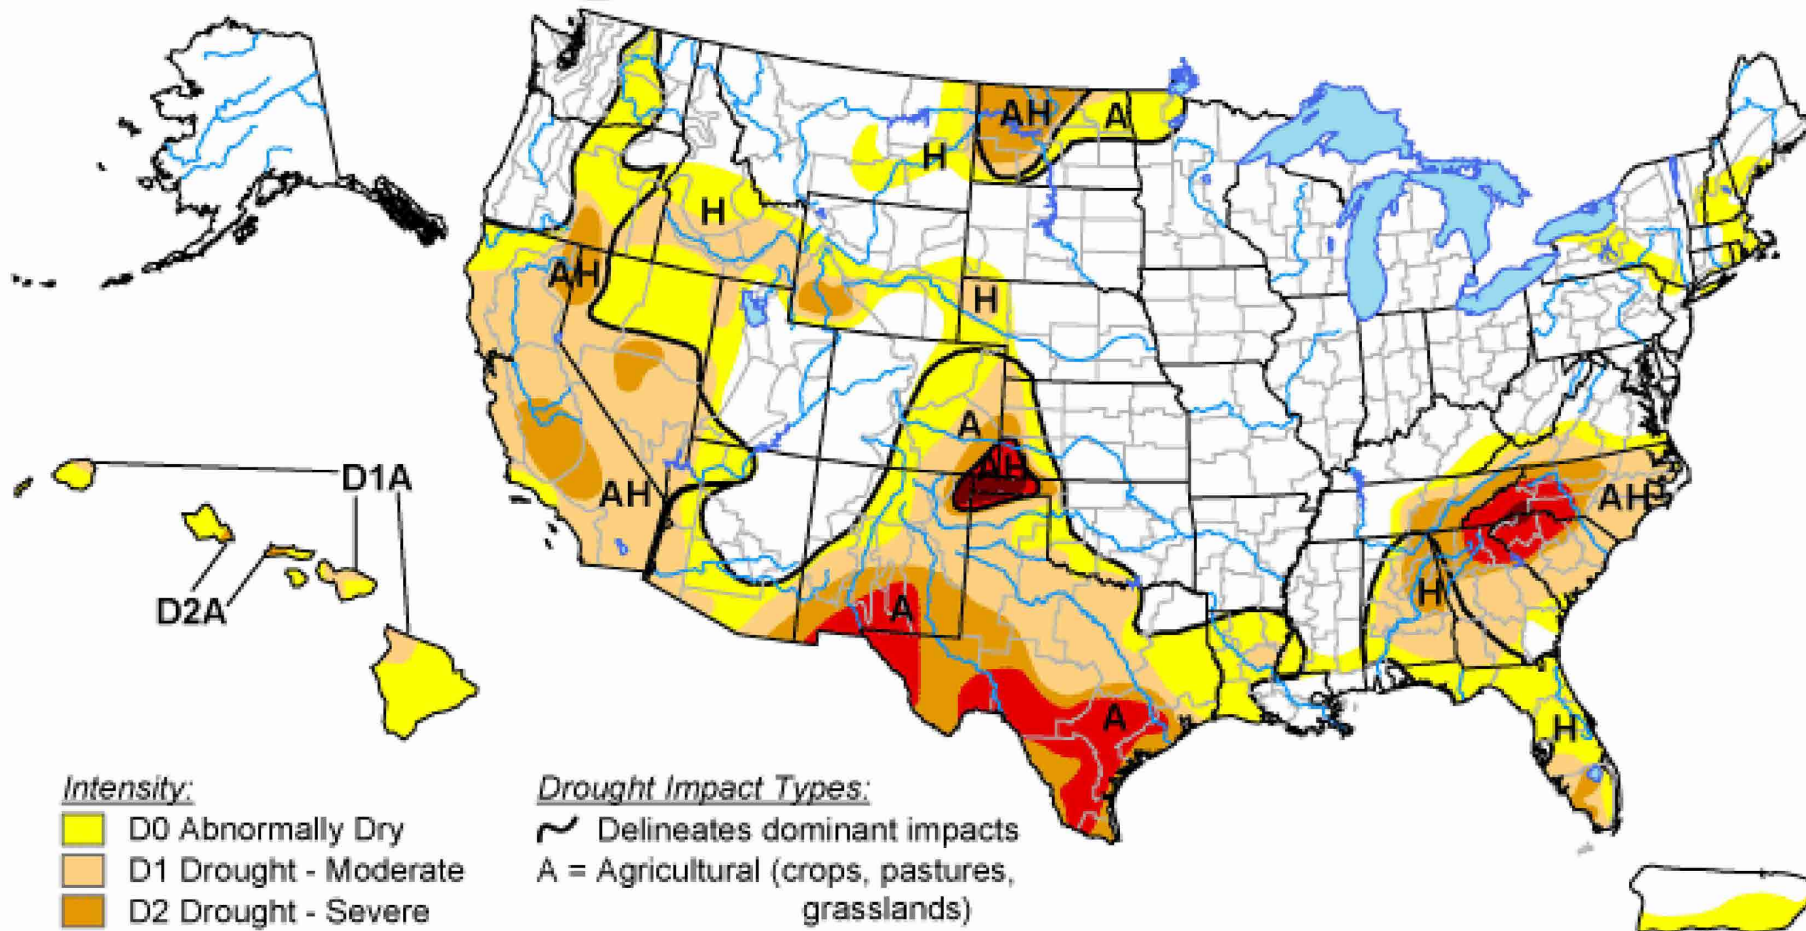 AH
A
H
H
AH
H
A
AH
D1A
AH
AH
D2A
H
A
A
H
Intensity:
Drought Impact Types:
D0 Abnormally Dry
Delineates dominant impacts
D1 Drought - Moderate
A = Agricultural (crops, pastures,
grasslands)
D2 Drought - Severe